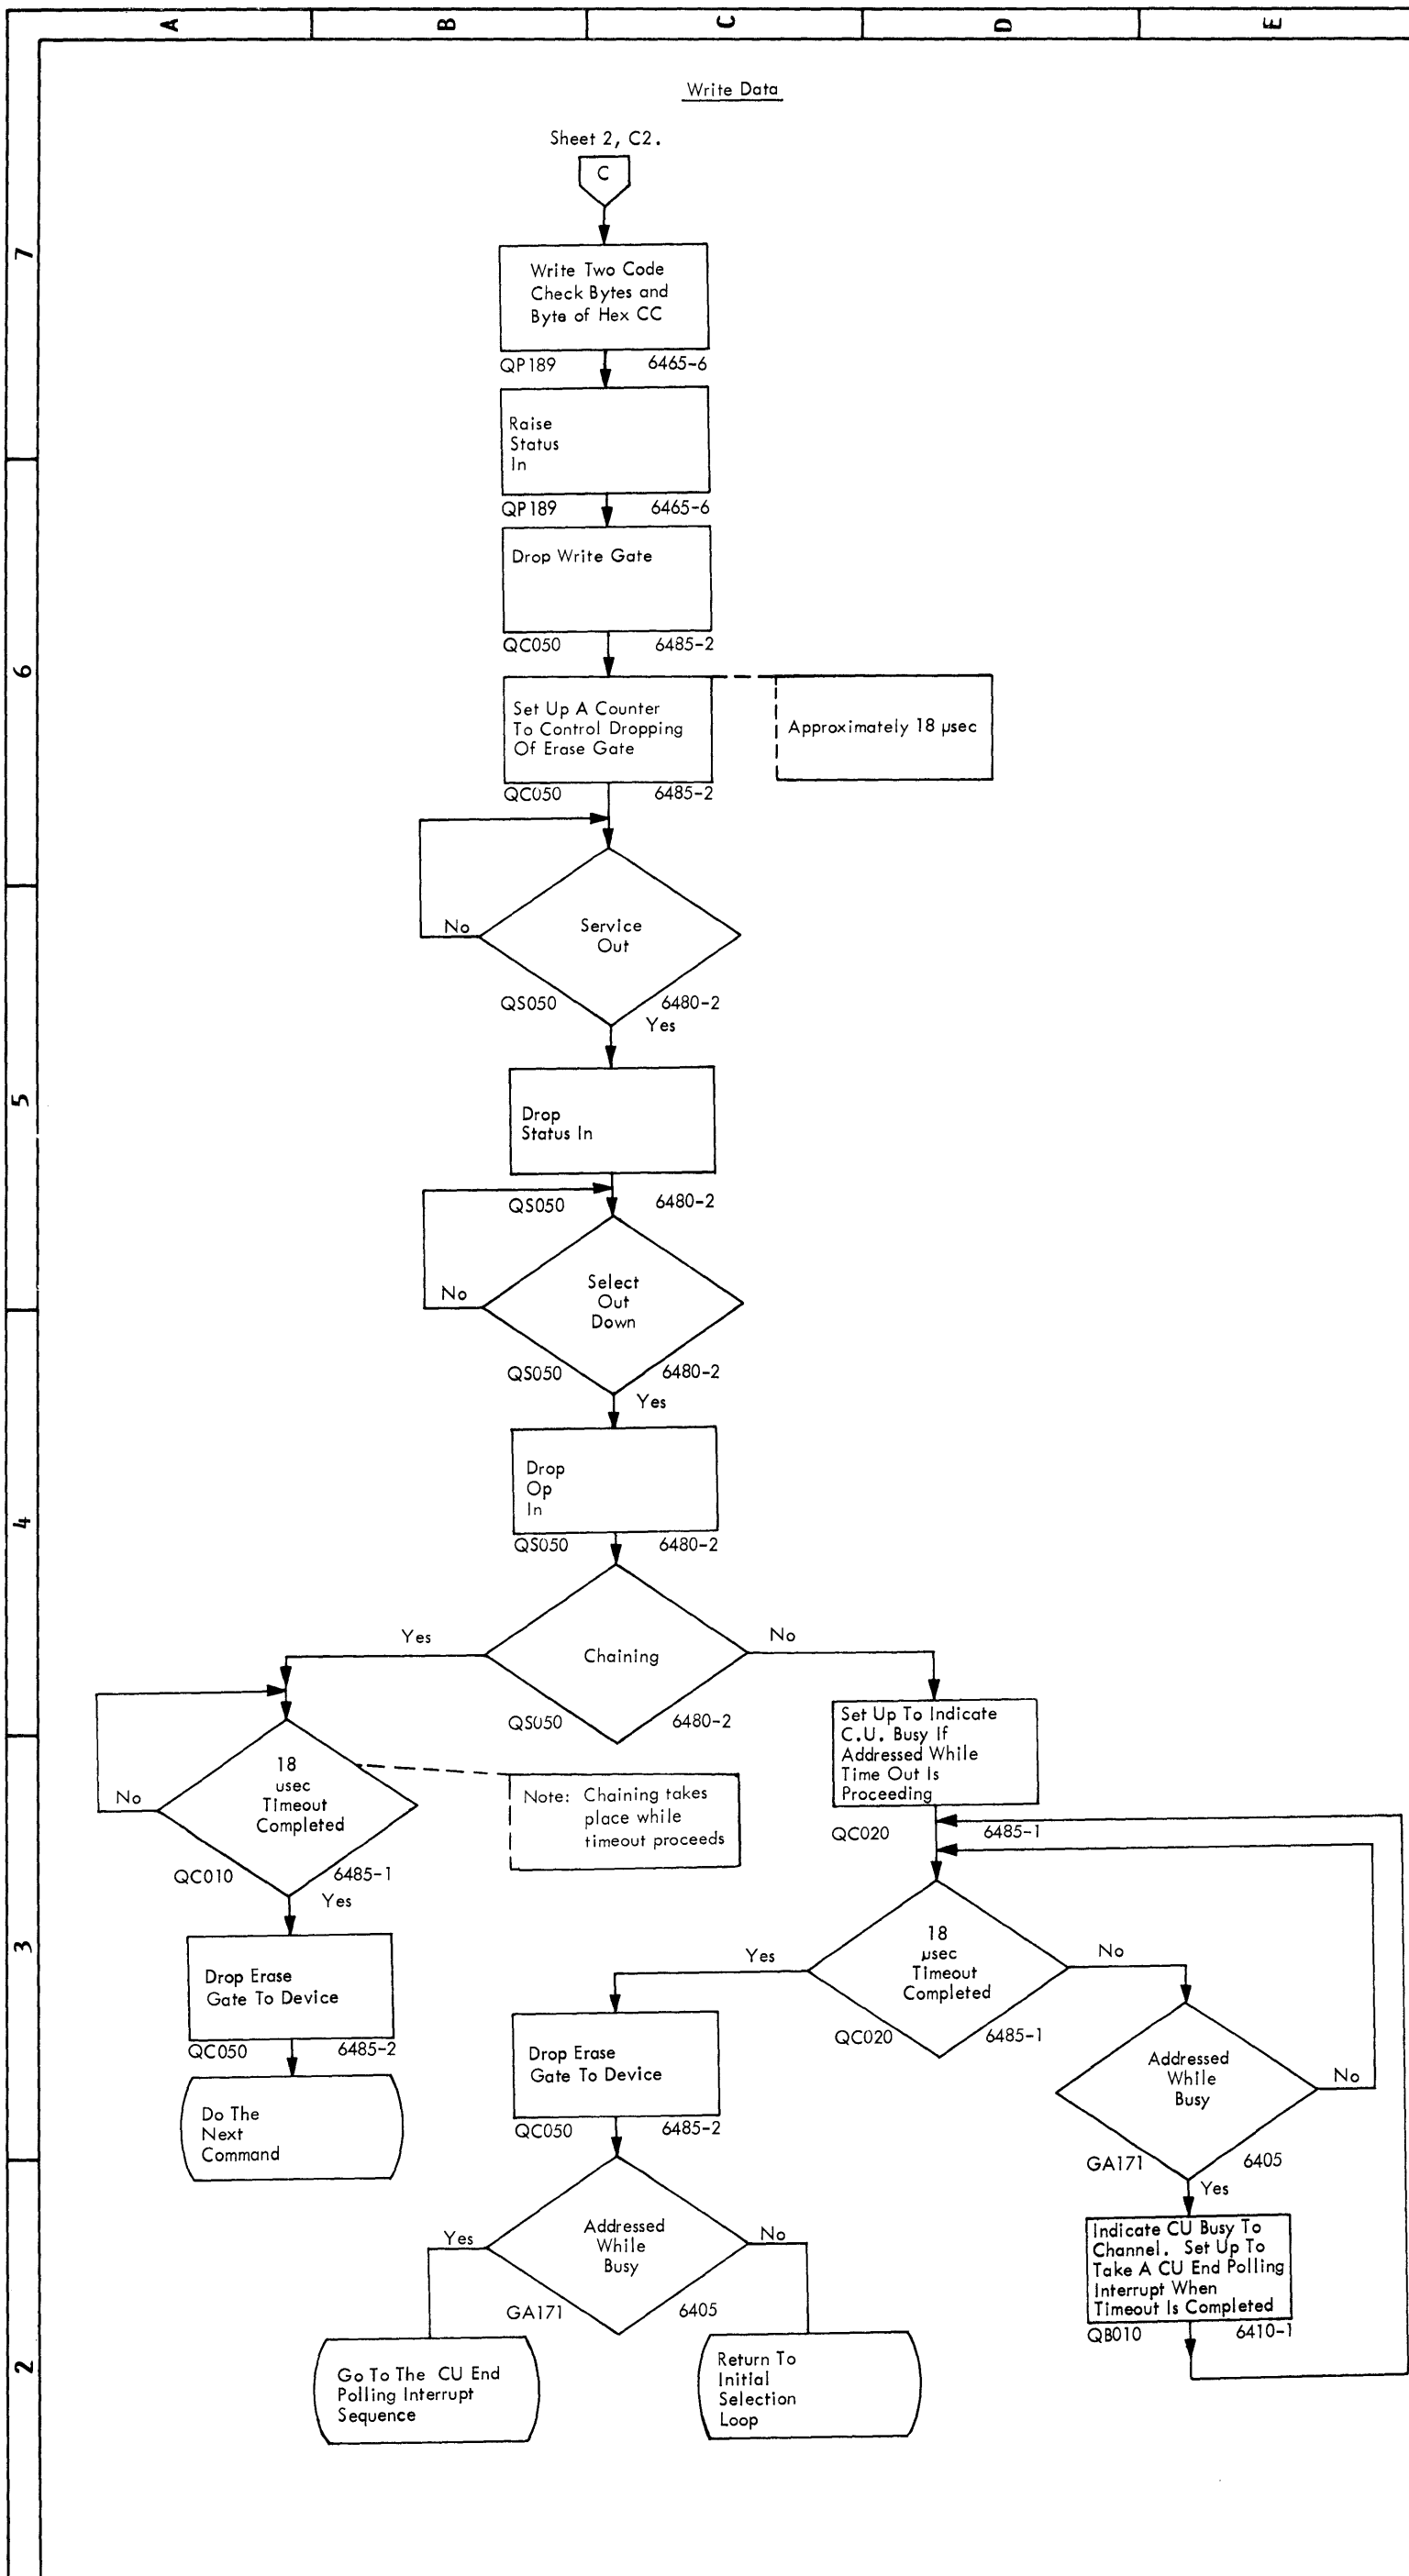 A
B
C
D
E
Write Data
Sheet 2, C2.
C
7
Write Two Code
Check Bytes and
Byte of Hex CC
QP189 6465-6
Raise
Status
In
QP189 6465-6
Drop Write Gate
QC050 6485-2
6
Set Up A Counter
To Control Dropping
Of Erase Gate
Approximately 18 μsec
QC050 6485-2
No
Service
Out
QS050 6480-2
Yes
5
Drop
Status In
QS050 6480-2
No
Select
Out
Down
QS050 6480-2
Yes
4
Drop
Op
In
QS050 6480-2
Yes
Chaining
No
QS050 6480-2
Set Up To Indicate
C.U. Busy If
Addressed While
Time Out Is
Proceeding
QC020 6485-1
No
18
usec
Timeout
Completed
QC010 6485-1
Yes
Note: Chaining takes
place while
timeout proceeds
3
Drop Erase
Gate To Device
QC050 6485-2
Do The
Next
Command
Yes
18
μsec
Timeout
Completed
No
QC020 6485-1
Drop Erase
Gate To Device
QC050 6485-2
Addressed
While
Busy
No
GA171 6405
Yes
Yes
Addressed
While
Busy
No
GA171 6405
Indicate CU Busy To
Channel. Set Up To
Take A CU End Polling
Interrupt When
Timeout Is Completed
QB010 6410-1
2
Go To The CU End
Polling Interrupt
Sequence
Return To
Initial
Selection
Loop